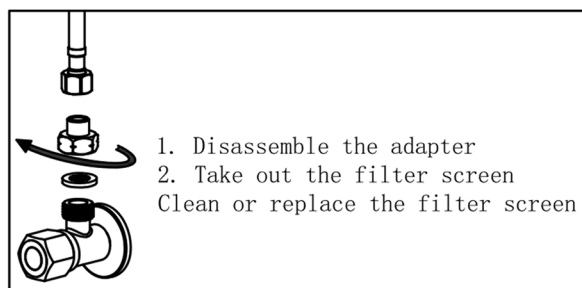 1. Disassemble the adapter
2. Take out the filter screen
Clean or replace the filter screen